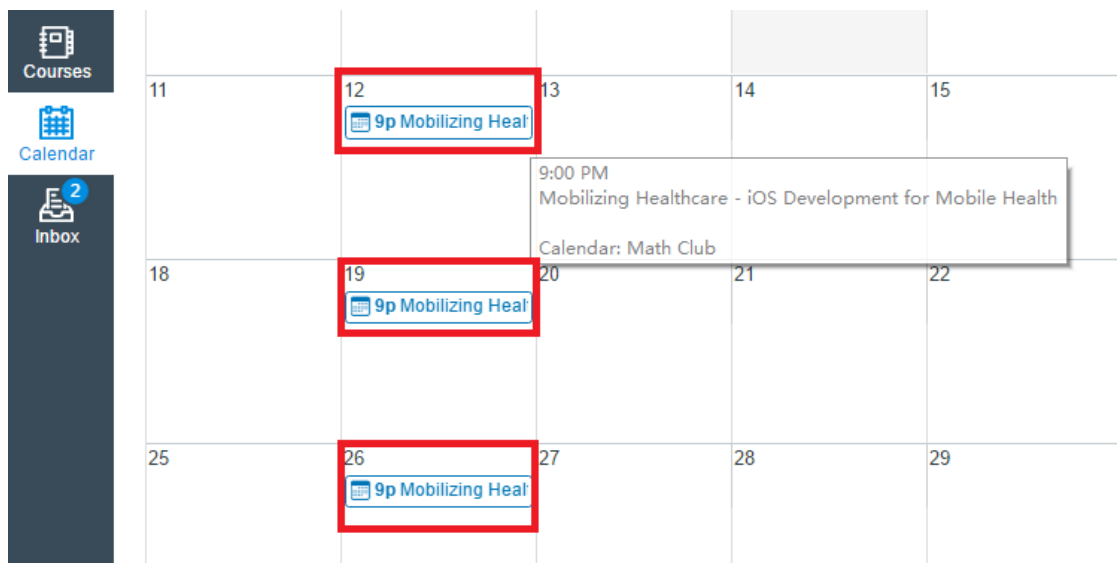 Courses
Calendar
2
Inbox
11
12
13
14
15
9p Mobilizing Heal
9:00 PM
Mobilizing Healthcare - iOS Development for Mobile Health
Calendar: Math Club
18
19
20
21
22
9p Mobilizing Heal
25
26
27
28
29
9p Mobilizing Heal